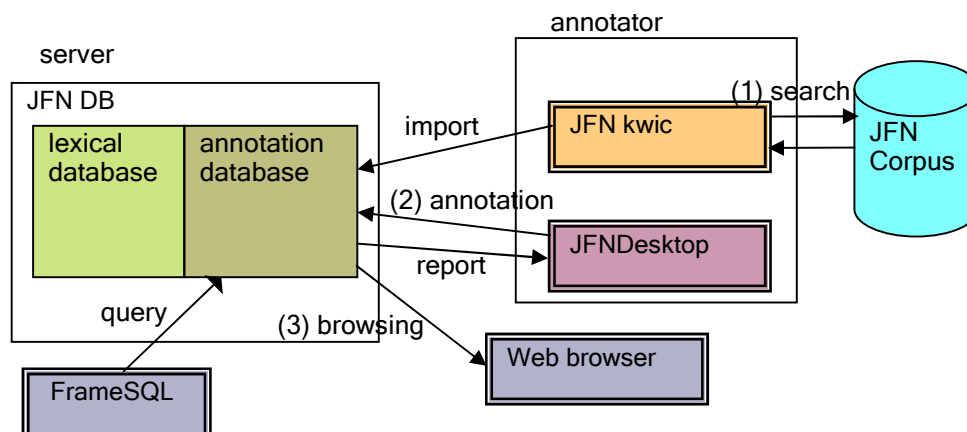 annotator
server
JFN DB
(1) search
import
JFN kwic
JFN
Corpus
lexical
database
annotation
database
(2) annotation
JFNDesktop
report
query
(3) browsing
Web browser
FrameSQL